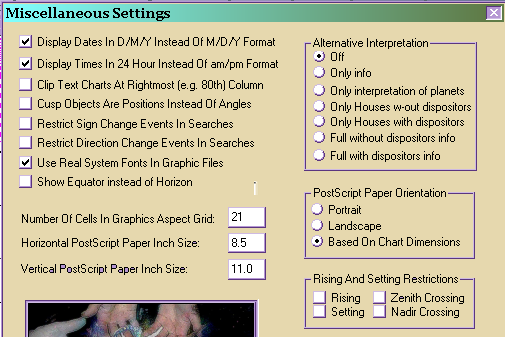 Miscellaneous Settings
Display Dates In D/M/Y Instead Of M/D/Y Format
Display Times In 24 Hour Instead Of am/pm Format
Clip Text Charts At Rightmost (e.g. 80th) Column
Cusp Objects Are Positions Instead Of Angles
Restrict Sign Change Events In Searches
Restrict Direction Change Events In Searches
Use Real System Fonts In Graphic Files
Show Equator instead of Horizon
Number Of Cells In Graphics Aspect Grid: 21
Horizontal PostScript Paper Inch Size: 8.5
Vertical PostScript Paper Inch Size: 11.0
Alternative Interpretation
Off
Only info
Only interpretation of planets
Only Houses w-out dispositors
Only Houses with dispositors
Full without dispositors info
Full with dispositors info
PostScript Paper Orientation
Portrait
Landscape
Based On Chart Dimensions
Rising And Setting Restrictions
Rising Zenith Crossing
Setting Nadir Crossing